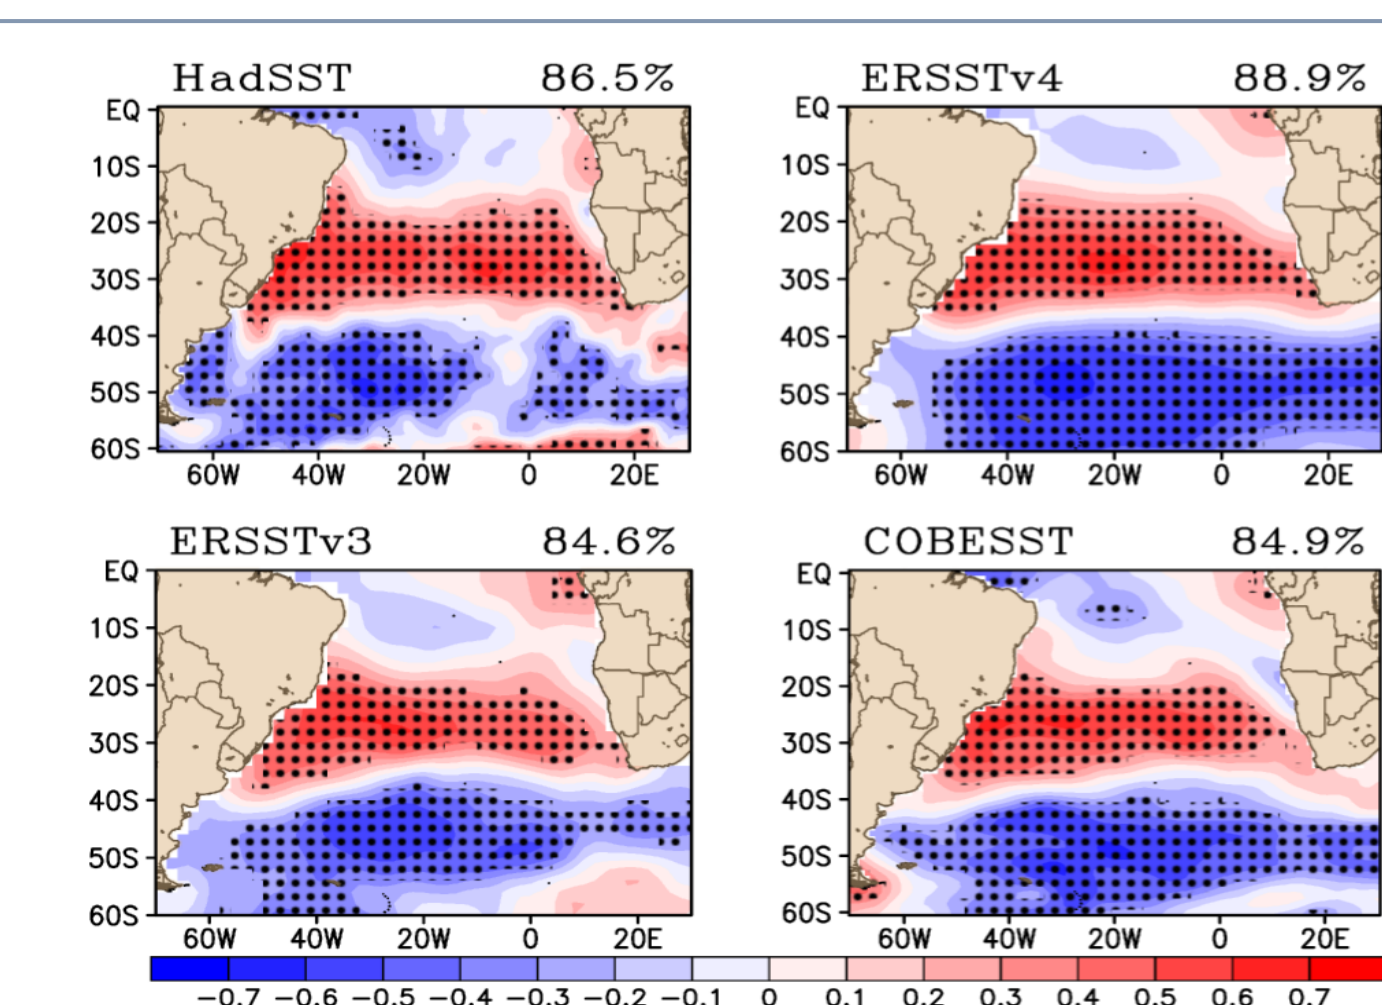 HadSST 86.5%
EQ
10S
20S
30S
40S
50S
60S
60W 40W 20W 0 20E
ERSSTv4 88.9%
EQ
10S
20S
30S
40S
50S
60S
60W 40W 20W 0 20E
ERSSTv3 84.6%
EQ
10S
20S
30S
40S
50S
60S
60W 40W 20W 0 20E
COBESST 84.9%
EQ
10S
20S
30S
40S
50S
60S
60W 40W 20W 0 20E
−0.7 −0.6 −0.5 −0.4 −0.3 −0.2 −0.1 0 0.1 0.2 0.3 0.4 0.5 0.6 0.7